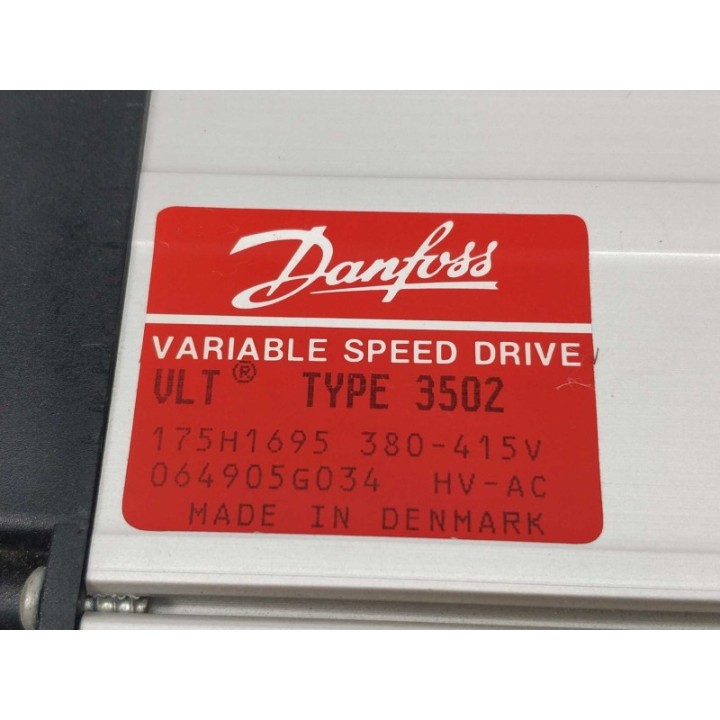 Danfoss
VARIABLE SPEED DRIVE
VLT® TYPE 3502
175H1695 380-415V
064905G034 HV-AC
MADE IN DENMARK